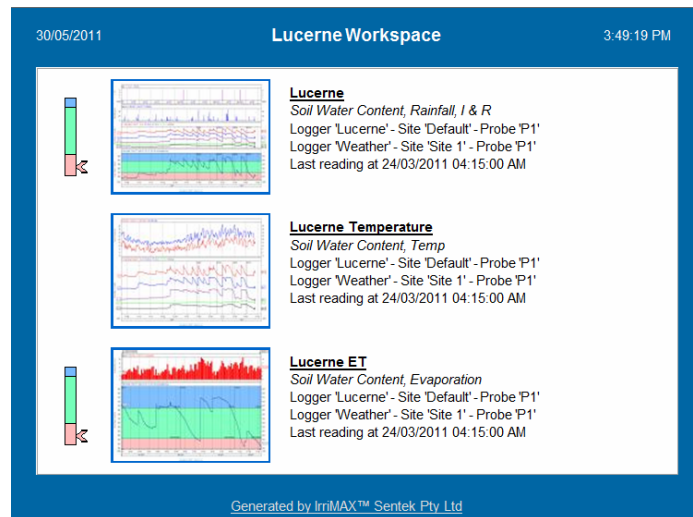 30/05/2011
Lucerne Workspace
3:49:19 PM
Lucerne
Soil Water Content, Rainfall, I & R
Logger 'Lucerne' - Site 'Default' - Probe 'P1'
Logger 'Weather' - Site 'Site 1' - Probe 'P1'
Last reading at 24/03/2011 04:15:00 AM
Lucerne Temperature
Soil Water Content, Temp
Logger 'Lucerne' - Site 'Default' - Probe 'P1'
Logger 'Weather' - Site 'Site 1' - Probe 'P1'
Last reading at 24/03/2011 04:15:00 AM
Lucerne ET
Soil Water Content, Evaporation
Logger 'Lucerne' - Site 'Default' - Probe 'P1'
Logger 'Weather' - Site 'Site 1' - Probe 'P1'
Last reading at 24/03/2011 04:15:00 AM
Generated by IrriMAX™ Sentek Pty Ltd